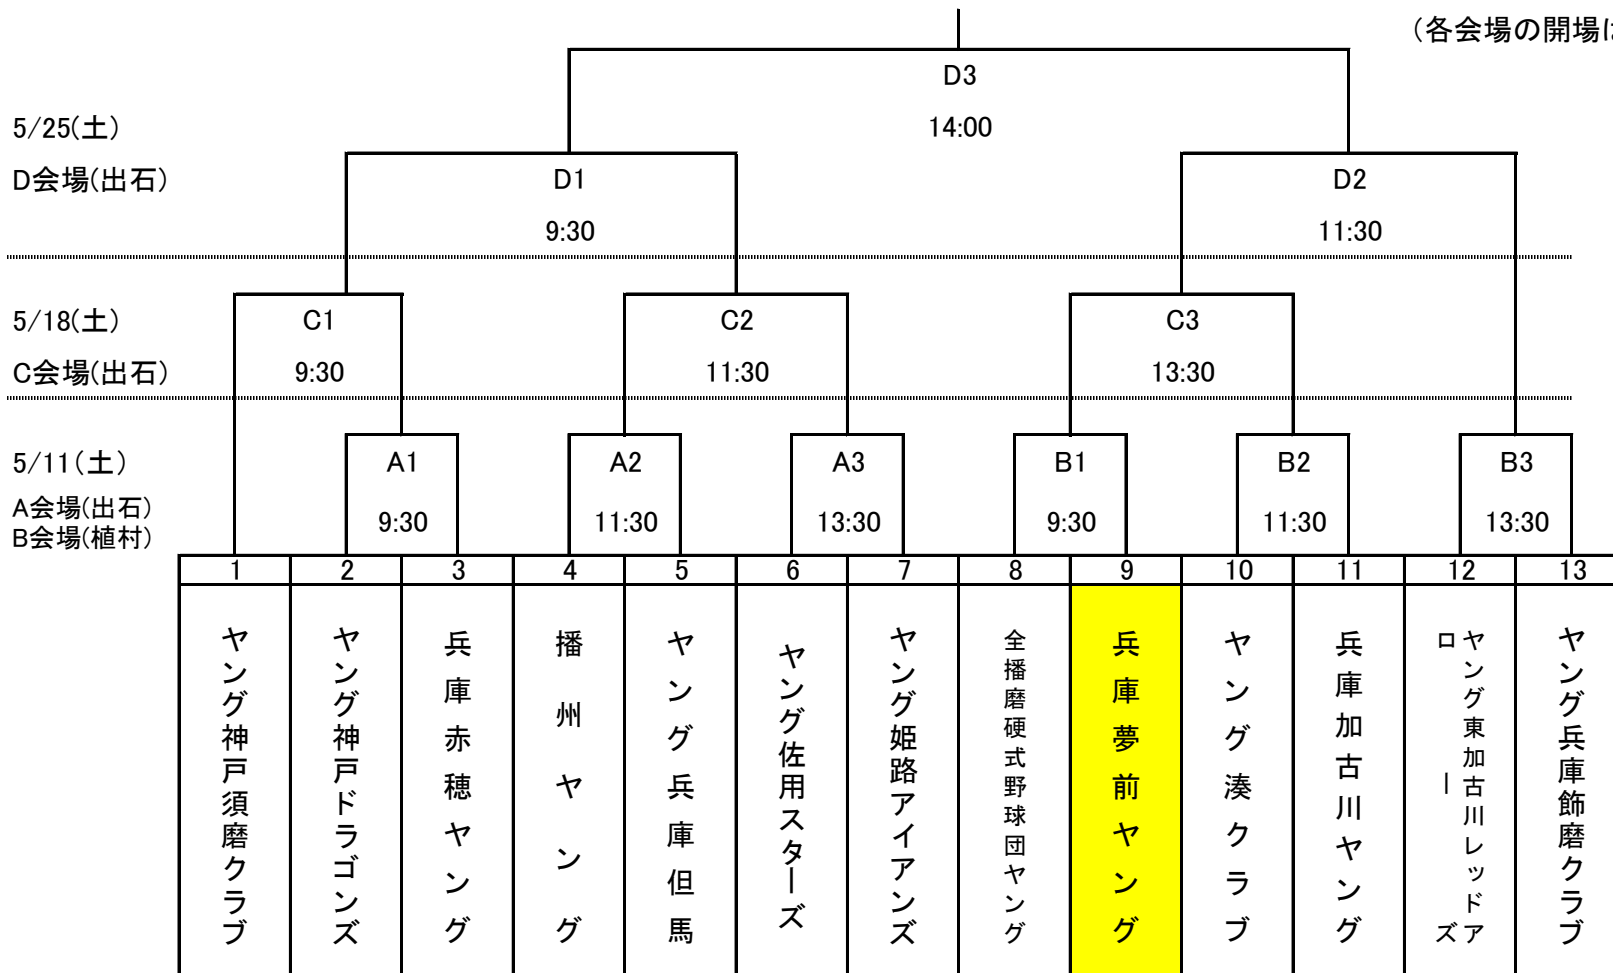 (各会場の開場は
D3
5/25(土)
14:00
D会場(出石)
D1
D2
9:30
11:30
5/18(土)
C1
C2
C3
C会場(出石)
9:30
11:30
13:30
5/11(土)
A1
A2
A3
B1
B2
B3
A会場(出石)
B会場(植村)
9:30
11:30
13:30
9:30
11:30
13:30
1
2
3
4
5
6
7
8
9
10
11
12
13
ヤング神戸須磨クラブ
ヤング神戸ドラゴンズ
兵庫赤穂ヤング
播州ヤング
ヤング兵庫但馬
ヤング佐用スターズ
ヤング姫路アイアンズ
全播磨硬式野球団ヤング
兵庫夢前ヤング
ヤング湊クラブ
兵庫加古川ヤング
ヤング東加古川レッドア
ローズ
ヤング兵庫飾磨クラブ